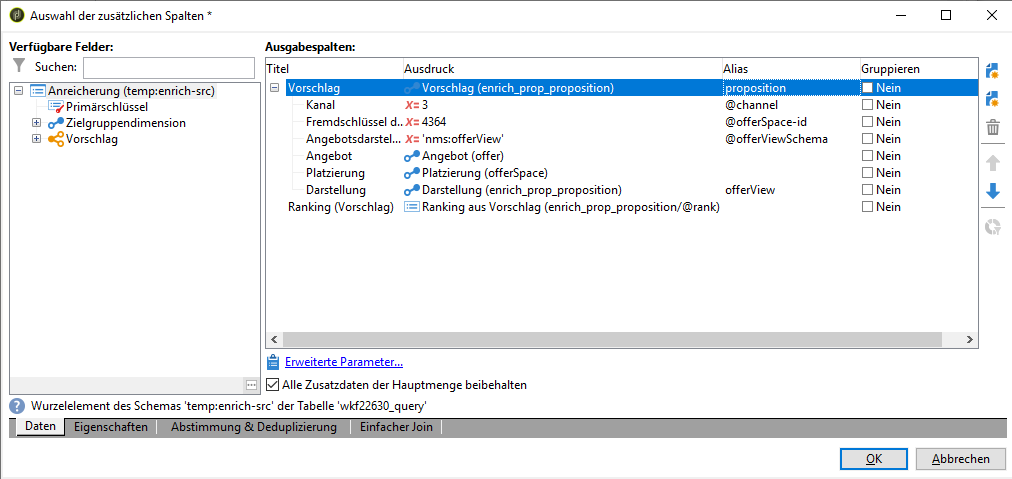 Auswahl der zusätzlichen Spalten *
Verfügbare Felder:
Suchen:
Anreicherung (temp:enrich-src)
Primärschlüssel
Zielgruppendimension
Vorschlag
Ausgabespalten:
Titel Ausdruck Alias Gruppieren
Vorschlag Vorschlag (enrich_prop_proposition) proposition Nein
Kanal X= 3 @channel Nein
Fremdschlüssel d... X= 4364 @offerSpace-id Nein
Angebotsdarstel... X= 'nms:offerView' @offerViewSchema Nein
Angebot Angebot (offer) Nein
Platzierung Platzierung (offerSpace) Nein
Darstellung Darstellung (enrich_prop_proposition) offerView Nein
Ranking (Vorschlag) Ranking aus Vorschlag (enrich_prop_proposition/@rank) Nein
Erweiterte Parameter...
Alle Zusatzdaten der Hauptmenge beibehalten
Wurzelelement des Schemas 'temp:enrich-src' der Tabelle 'wkf22630_query'
Daten Eigenschaften Abstimmung & Deduplizierung Einfacher Join
OK Abbrechen